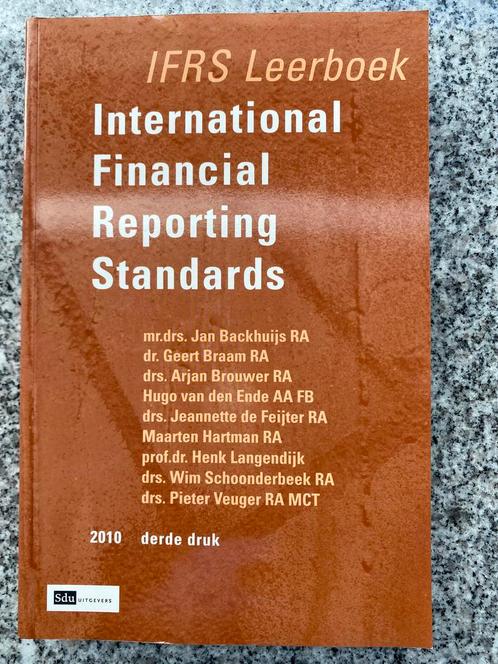 IFRS Leerboek
International
Financial
Reporting
Standards
mr.drs. Jan Backhuijs RA
dr. Geert Braam RA
drs. Arjan Brouwer RA
Hugo van den Ende AA FB
drs. Jeannette de Feijter RA
Maarten Hartman RA
prof.dr. Henk Langendijk
drs. Wim Schoonderbeek RA
drs. Pieter Veuger RA MCT
2010 derde druk
Sdu UITGEVERS